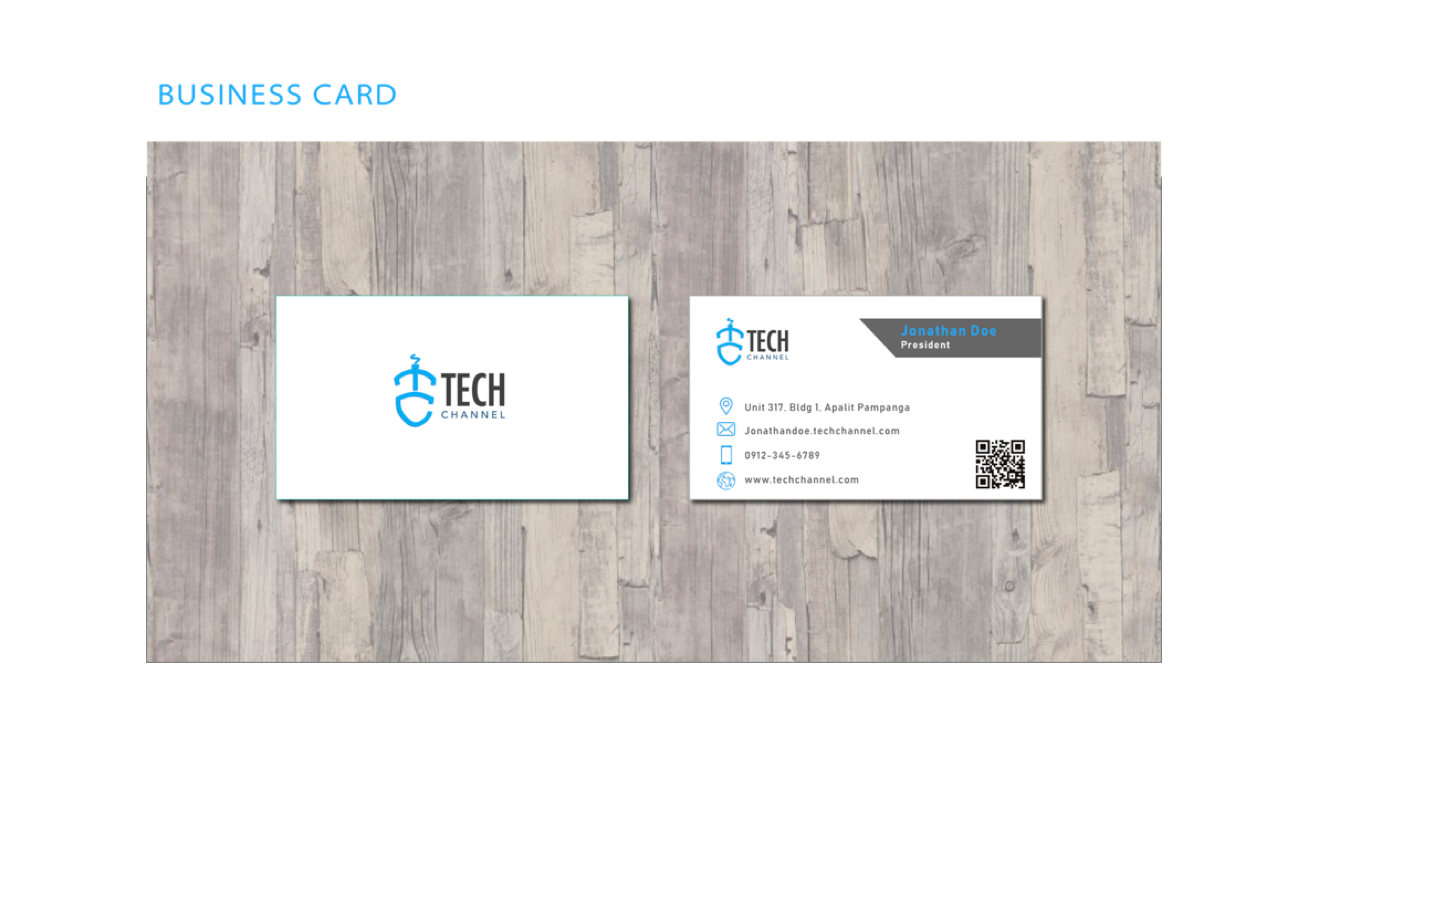 BUSINESS CARD
TECH
CHANNEL
TECH
CHANNEL
Jonathan Doe
President
Unit 317, Bldg 1, Apalit Pampanga
Jonathandoe.techchannel.com
0912-345-6789
www.techchannel.com